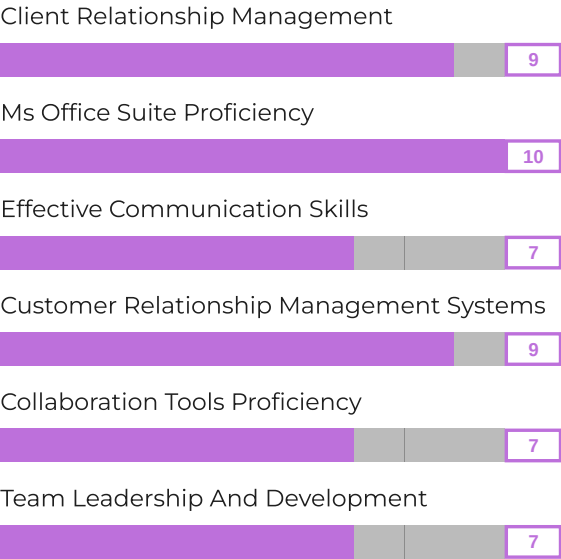 Client Relationship Management
9
Ms Office Suite Proficiency
10
Effective Communication Skills
7
Customer Relationship Management Systems
9
Collaboration Tools Proficiency
7
Team Leadership And Development
7